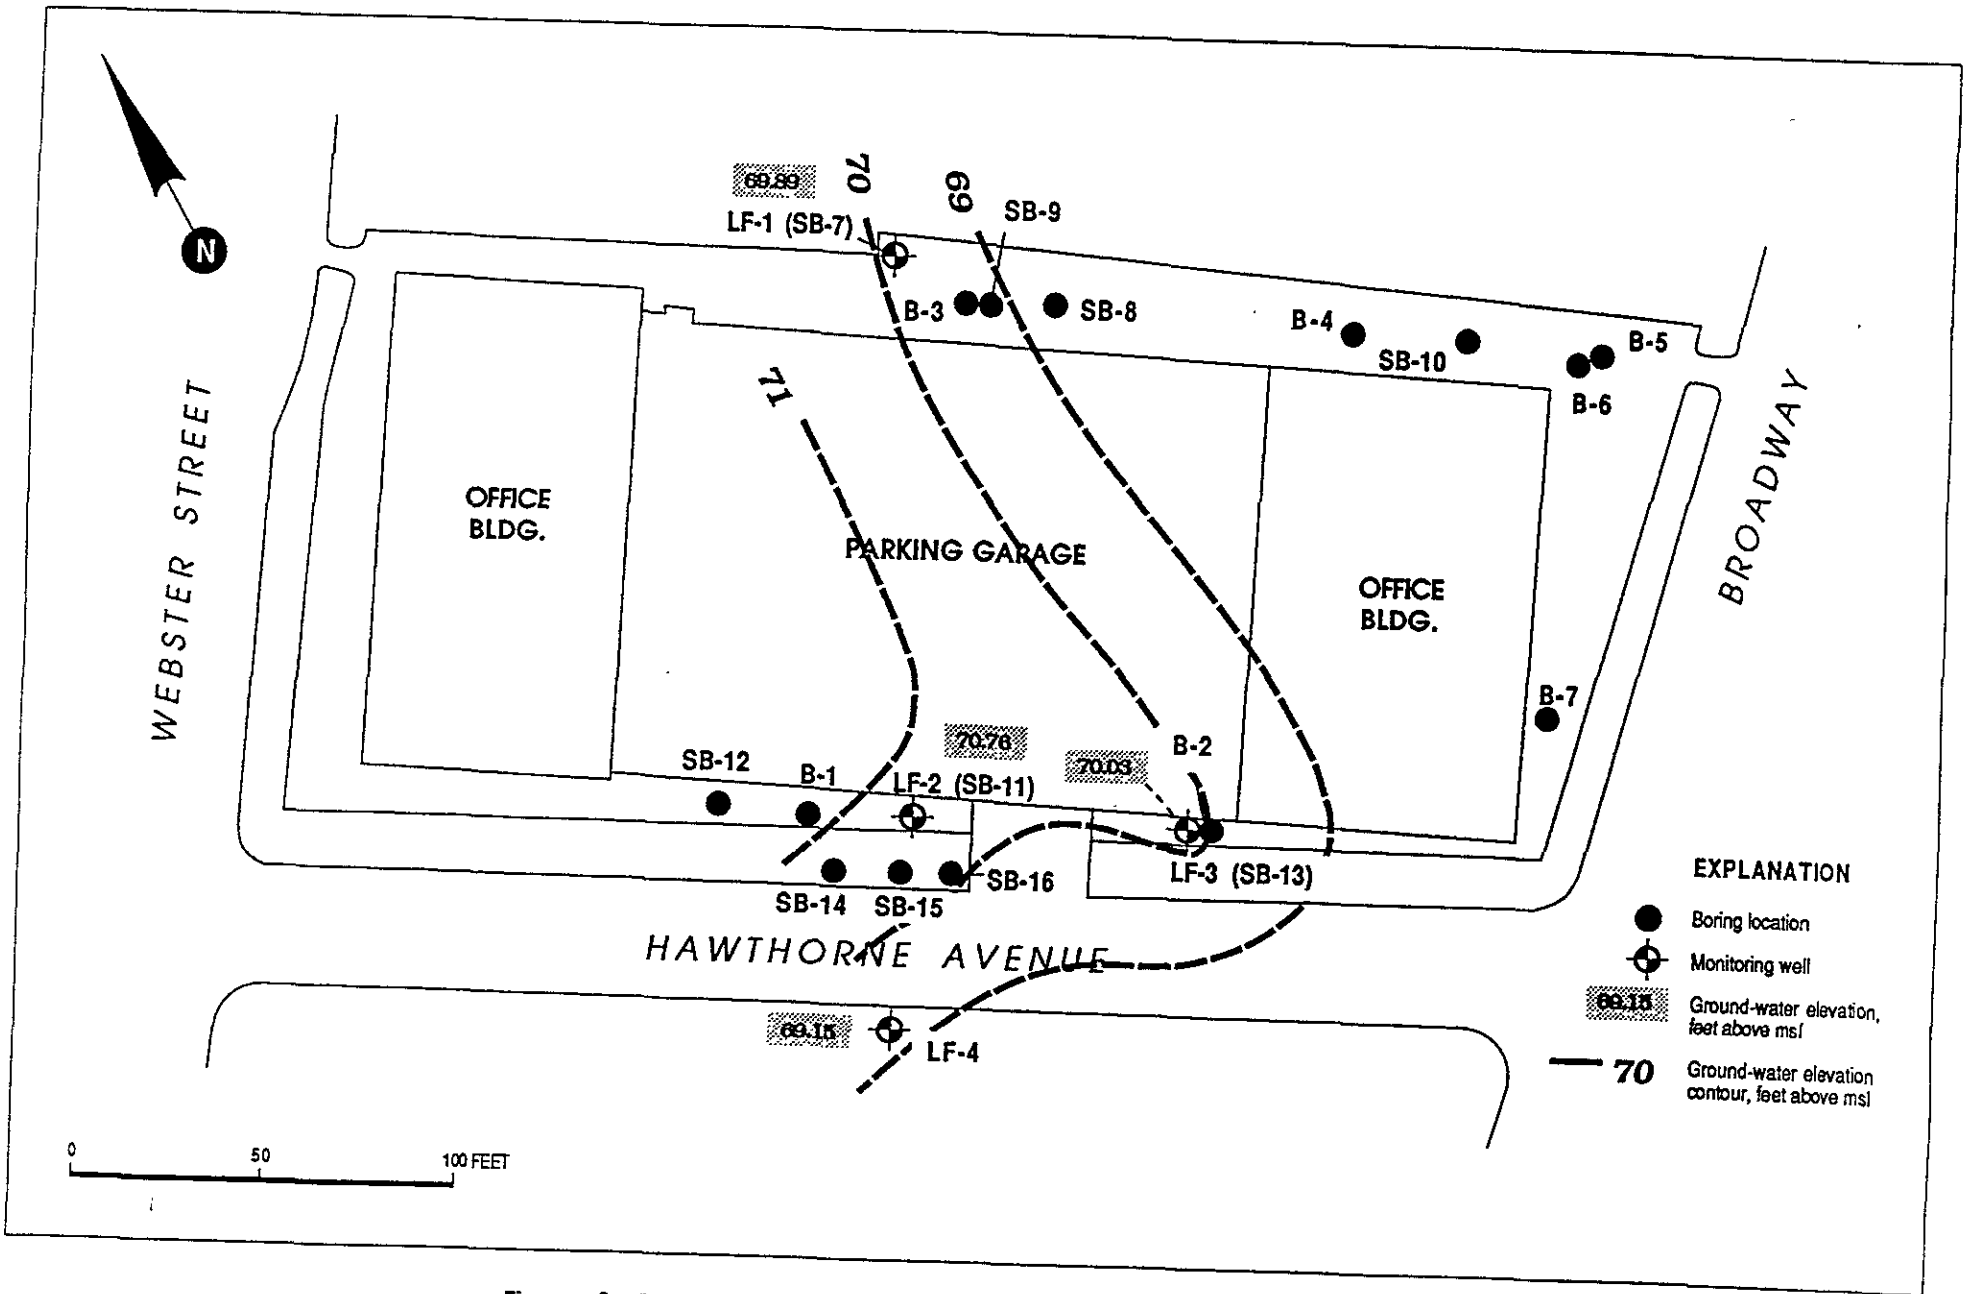 N
69.89
LF-1 (SB-7)
70
69
SB-9
B-3
SB-8
B-4
SB-10
B-5
B-6
71
WEBSTER STREET
OFFICE
BLDG.
PARKING GARAGE
OFFICE
BLDG.
BROADWAY
B-7
SB-12
B-1
70.76
LF-2 (SB-11)
70.03
B-2
LF-3 (SB-13)
SB-16
SB-14
SB-15
HAWTHORNE AVENUE
69.15
LF-4
EXPLANATION
Boring location
Monitoring well
69.15
Ground-water elevation,
feet above msl
70
Ground-water elevation
contour, feet above msl
0
50
100 FEET